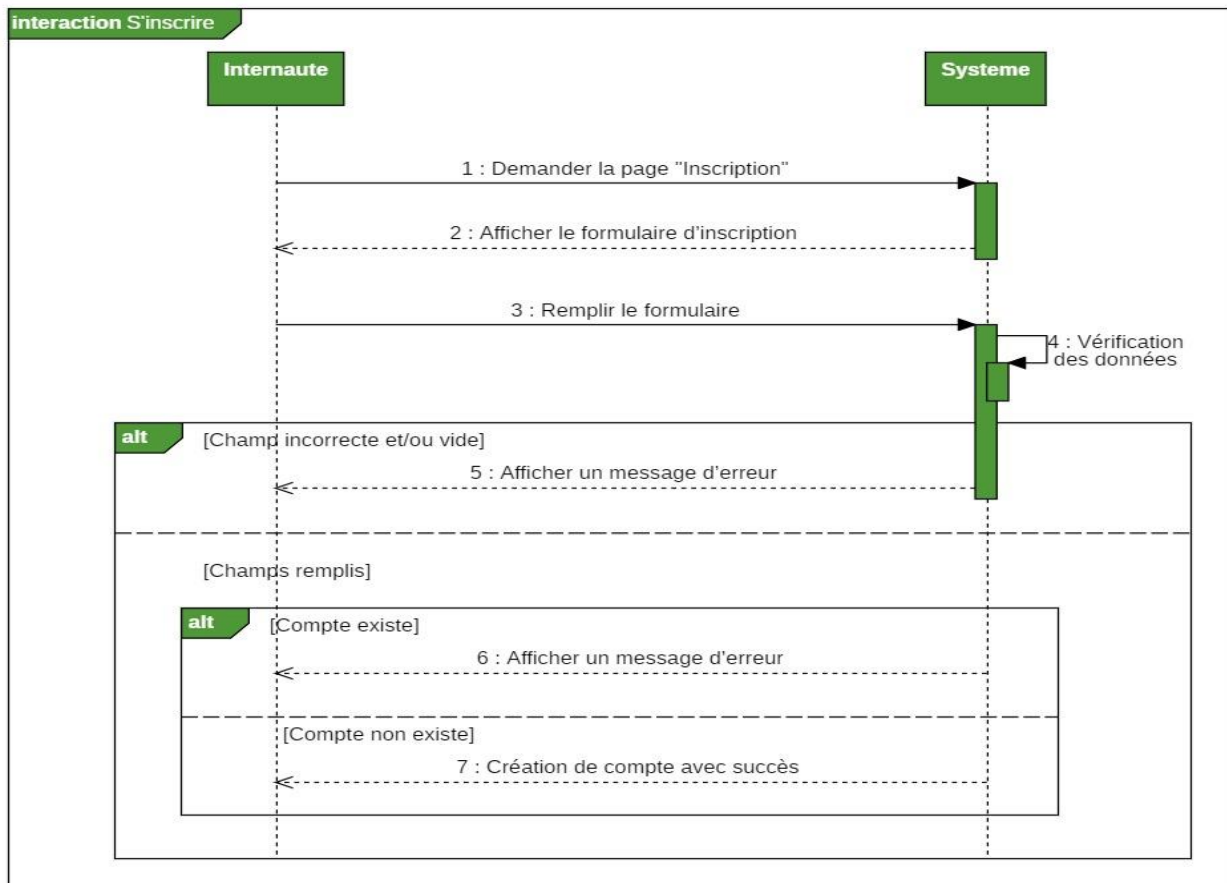 interaction S'inscrire
Internaute
Systeme
1 : Demander la page "Inscription"
2 : Afficher le formulaire d'inscription
3 : Remplir le formulaire
4 : Vérification
des données
alt
[Champ incorrecte et/ou vide]
5 : Afficher un message d'erreur
[Champs remplis]
alt
[Compte existe]
6 : Afficher un message d'erreur
[Compte non existe]
7 : Création de compte avec succès